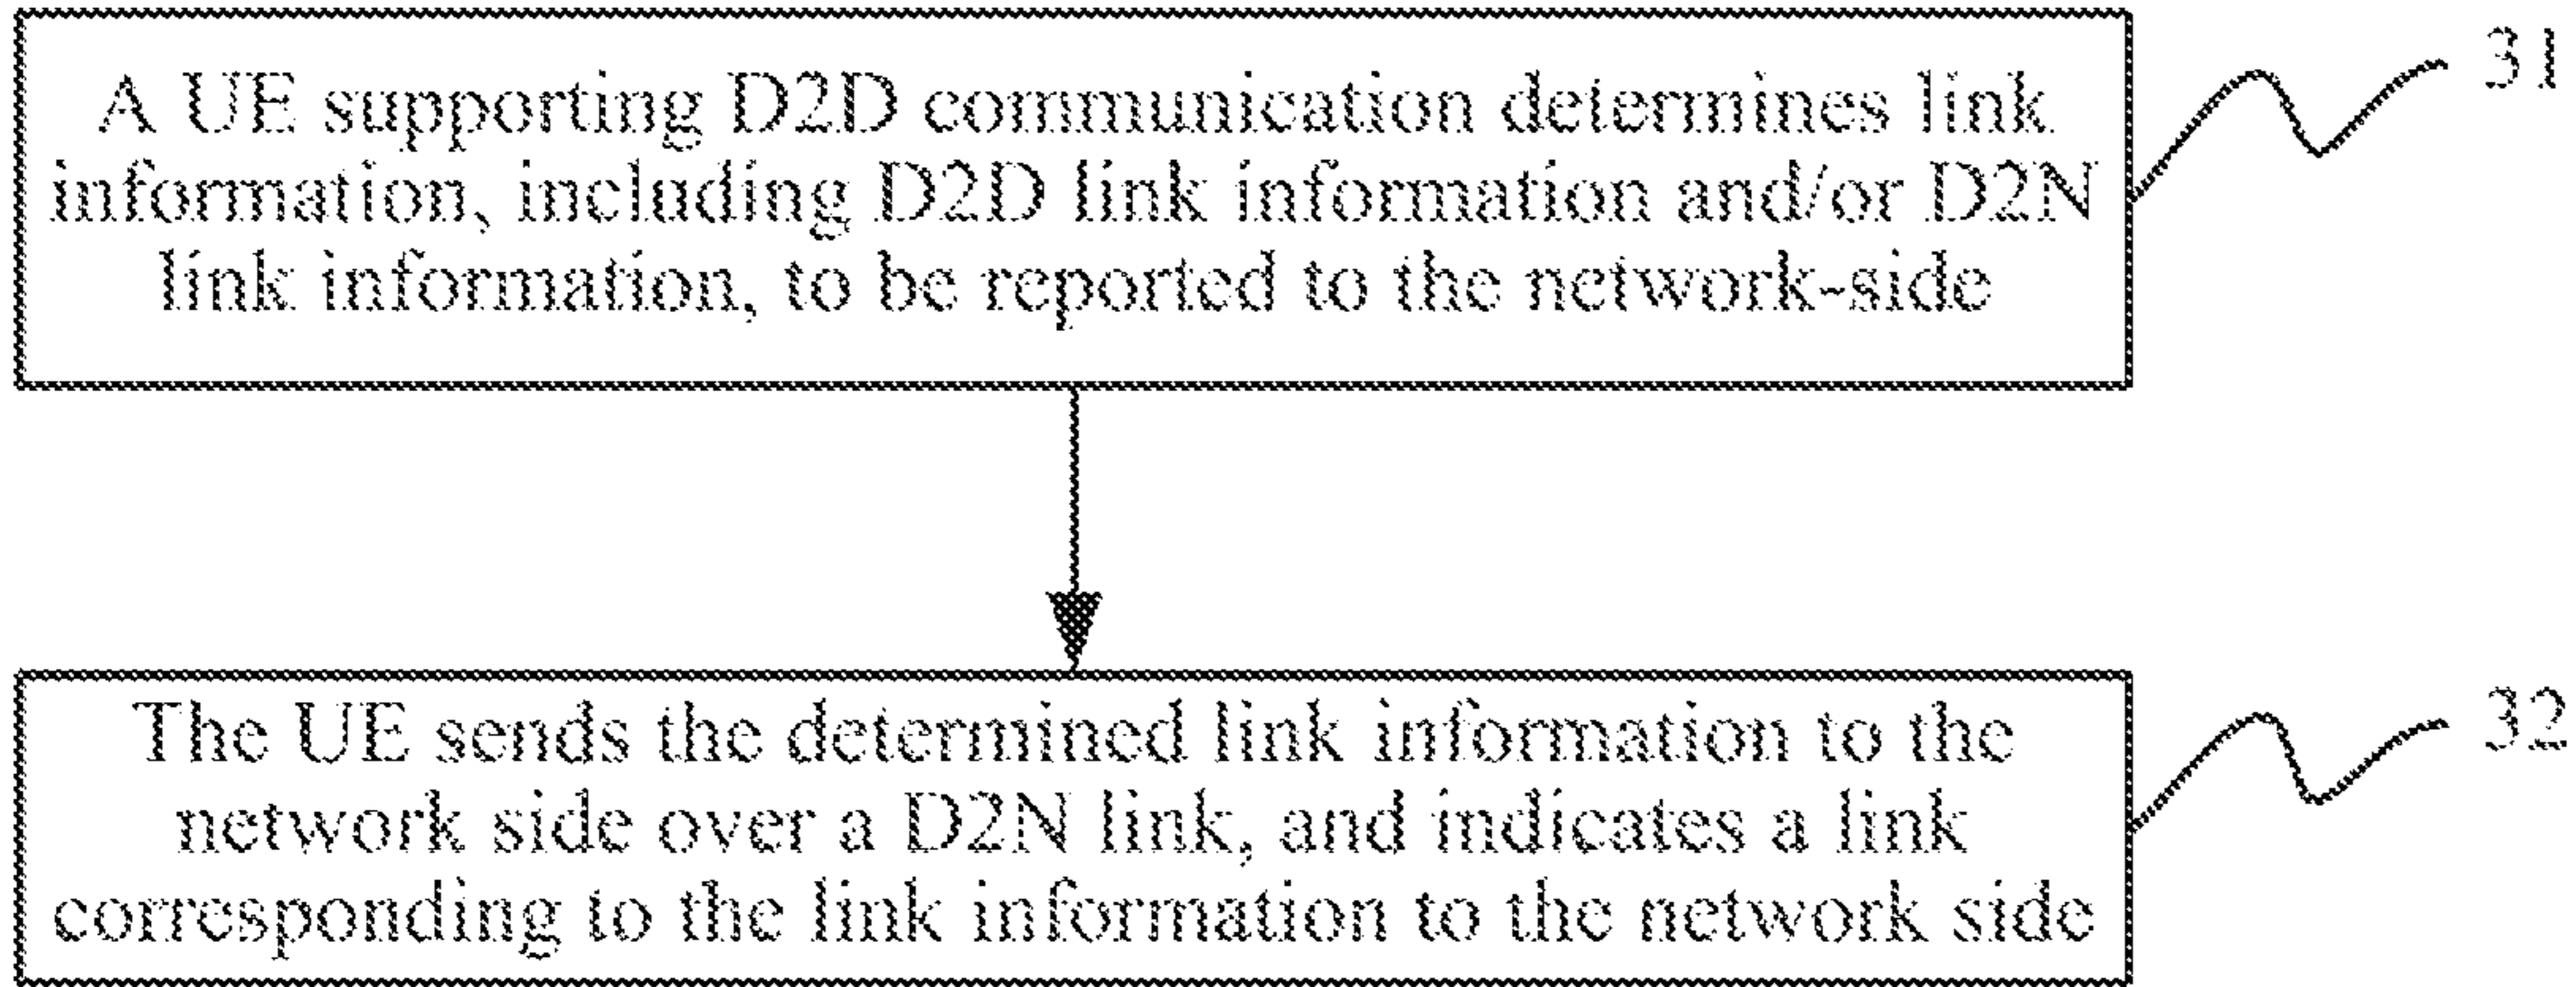 A UE supporting D2D communication determines link
information, including D2D link information and/or D2N
link information, to be reported to the network-side
31
The UE sends the determined link information to the
network side over a D2N link, and indicates a link
corresponding to the link information to the network side
32